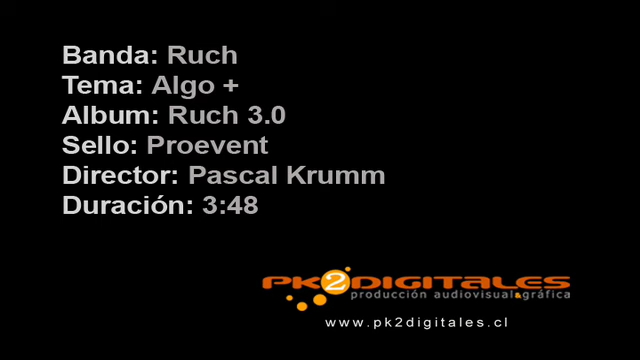 Banda: Ruch
Tema: Algo +
Album: Ruch 3.0
Sello: Proevent
Director: Pascal Krumm
Duración: 3:48
PK2DIGITALES
producción audiovisual&gráfica
www.pk2digitales.cl